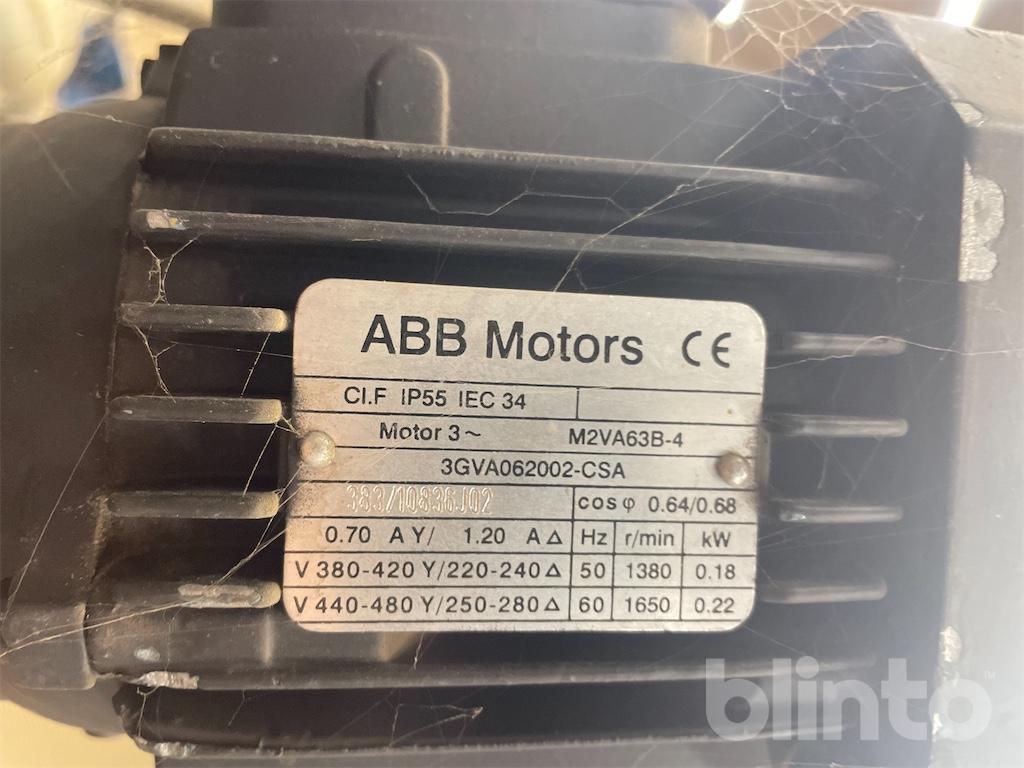 ABB Motors CE
Cl.F IP55 IEC 34
Motor 3~ M2VA63B-4
3GVA062002-CSA
383/10836J02 cos φ 0.64/0.68
0.70 A Y/ 1.20 A Δ Hz r/min kW
V 380-420 Y/220-240 Δ 50 1380 0.18
V 440-480 Y/250-280 Δ 60 1650 0.22
blinto™